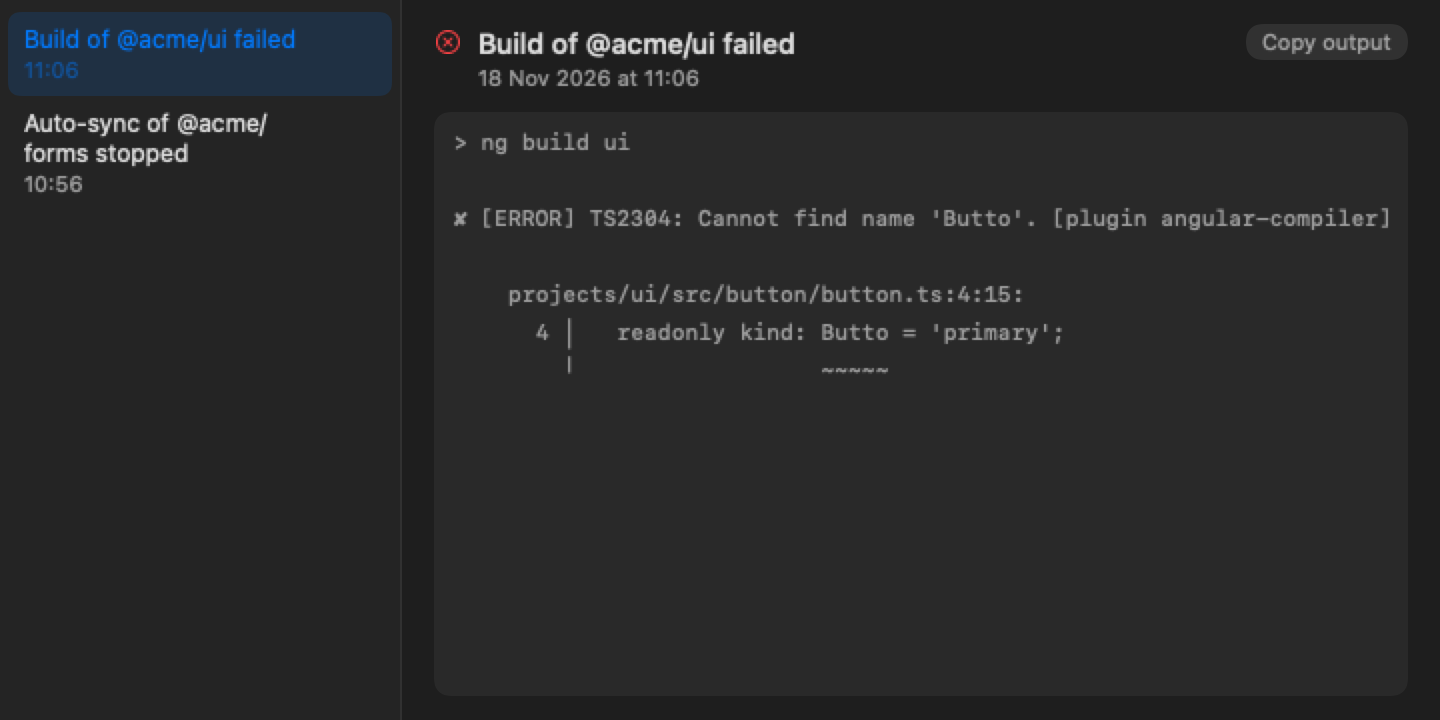 Build of @acme/ui failed
11:06
Auto-sync of @acme/
forms stopped
10:56
Build of @acme/ui failed
18 Nov 2026 at 11:06
Copy output
> ng build ui
✘ [ERROR] TS2304: Cannot find name 'Butto'. [plugin angular-compiler]
projects/ui/src/button/button.ts:4:15:
4 │   readonly kind: Butto = 'primary';
╵                  ~~~~~